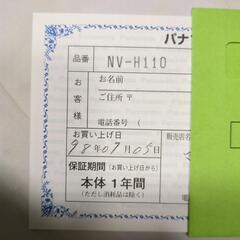 パナ
品番 NV-H110
お客様
お名前
ご住所 〒
電話番号 (
お買い上げ日 販売店名
98年07月05日
保証期間 (お買い上げ日から)
本体 1年間
(ただし消耗品は除く)